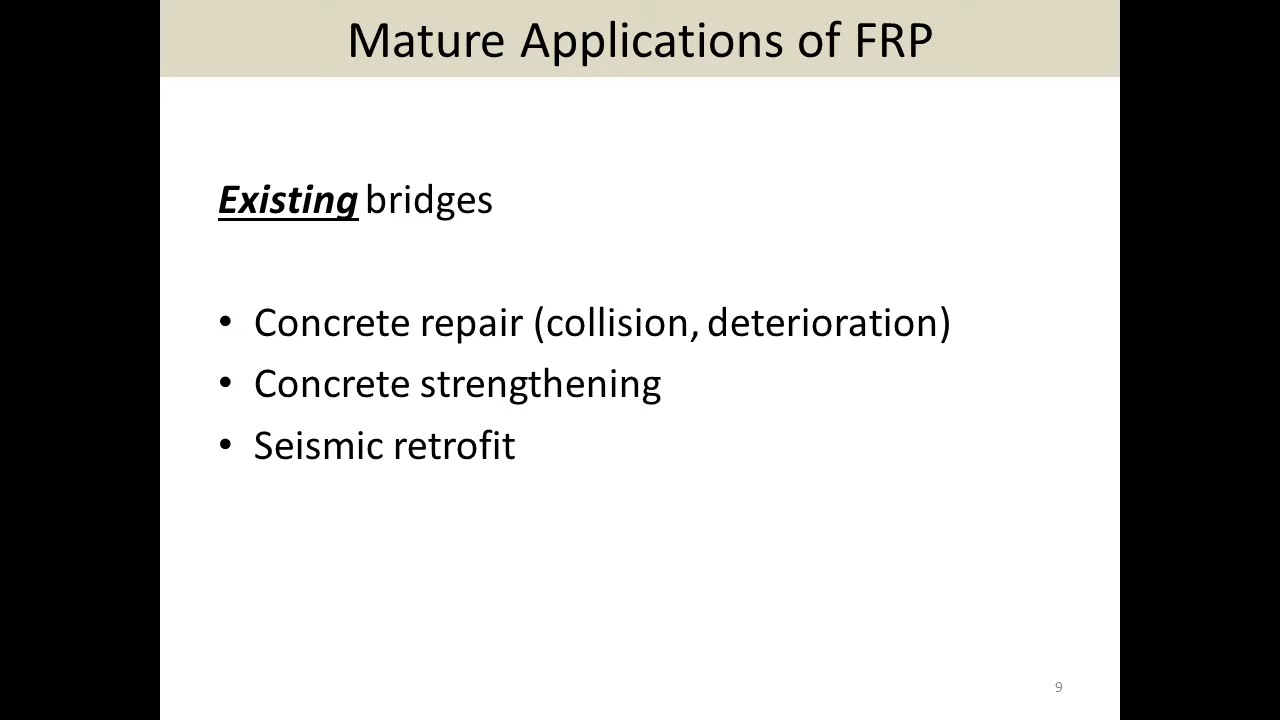 Mature Applications of FRP
Existing bridges
• Concrete repair (collision, deterioration)
• Concrete strengthening
• Seismic retrofit
9